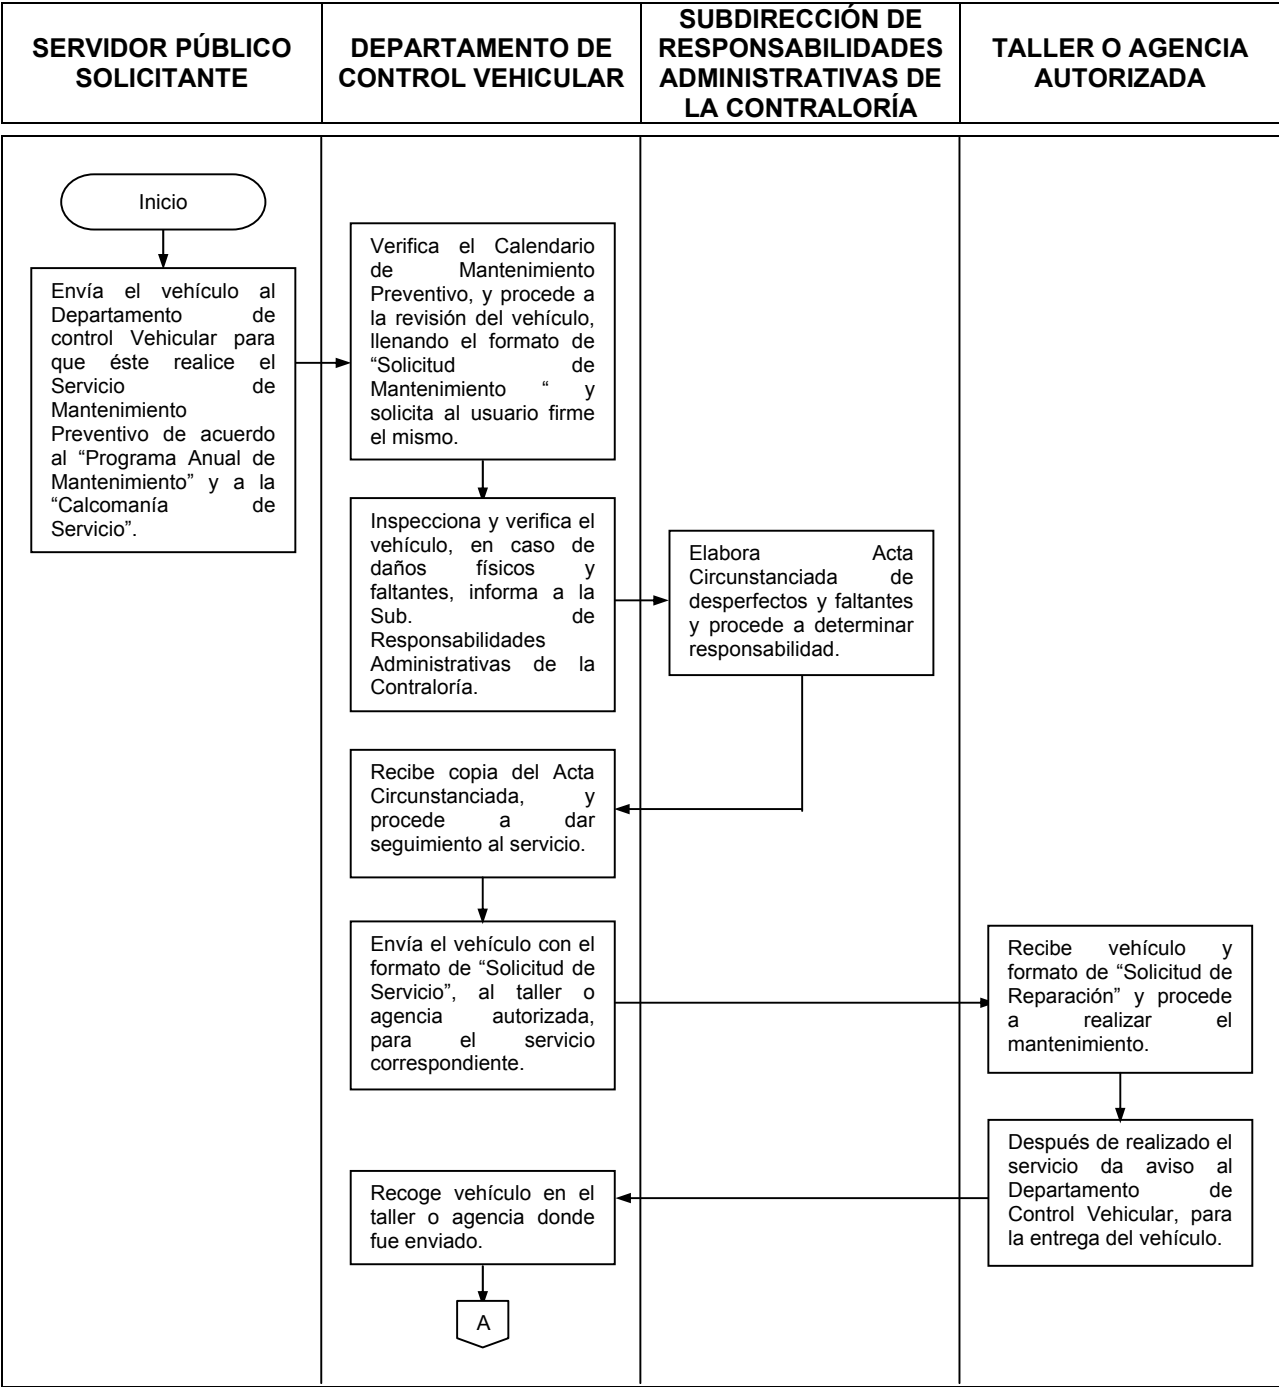 SERVIDOR PÚBLICO
SOLICITANTE
DEPARTAMENTO DE
CONTROL VEHICULAR
SUBDIRECCIÓN DE
RESPONSABILIDADES
ADMINISTRATIVAS DE
LA CONTRALORÍA
TALLER O AGENCIA
AUTORIZADA
Inicio
Envía el vehículo al
Departamento de
control Vehicular para
que éste realice el
Servicio de
Mantenimiento
Preventivo de acuerdo
al “Programa Anual de
Mantenimiento” y a la
“Calcomanía de
Servicio”.
Verifica el Calendario
de Mantenimiento
Preventivo, y procede a
la revisión del vehículo,
llenando el formato de
“Solicitud de
Mantenimiento “ y
solicita al usuario firme
el mismo.
Inspecciona y verifica el
vehículo, en caso de
daños físicos y
faltantes, informa a la
Sub. de
Responsabilidades
Administrativas de la
Contraloría.
Elabora Acta
Circunstanciada de
desperfectos y faltantes
y procede a determinar
responsabilidad.
Recibe copia del Acta
Circunstanciada, y
procede a dar
seguimiento al servicio.
Envía el vehículo con el
formato de “Solicitud de
Servicio”, al taller o
agencia autorizada,
para el servicio
correspondiente.
Recibe vehículo y
formato de “Solicitud de
Reparación” y procede
a realizar el
mantenimiento.
Después de realizado el
servicio da aviso al
Departamento de
Control Vehicular, para
la entrega del vehículo.
Recoge vehículo en el
taller o agencia donde
fue enviado.
A